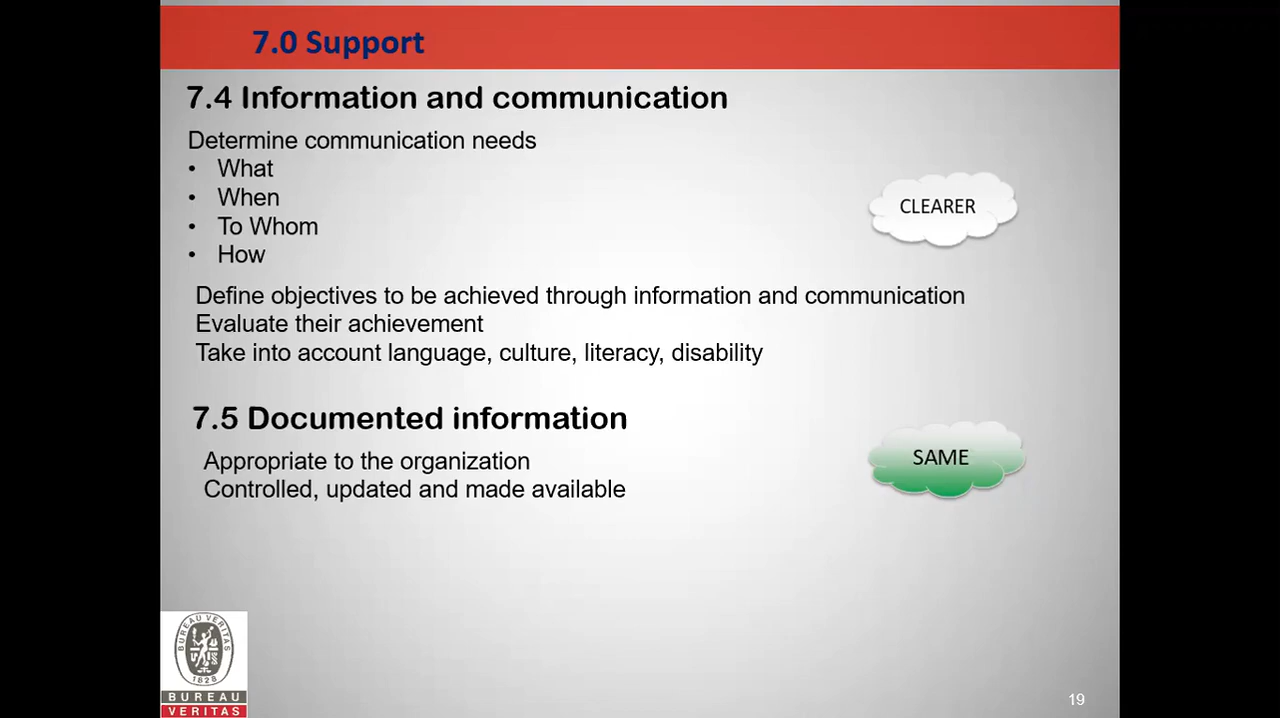 7.0 Support
7.4 Information and communication
Determine communication needs
• What
• When
• To Whom
• How
CLEARER
Define objectives to be achieved through information and communication
Evaluate their achievement
Take into account language, culture, literacy, disability
7.5 Documented information
Appropriate to the organization
Controlled, updated and made available
SAME
BUREAU VERITAS
1828
BUREAU
VERITAS
19